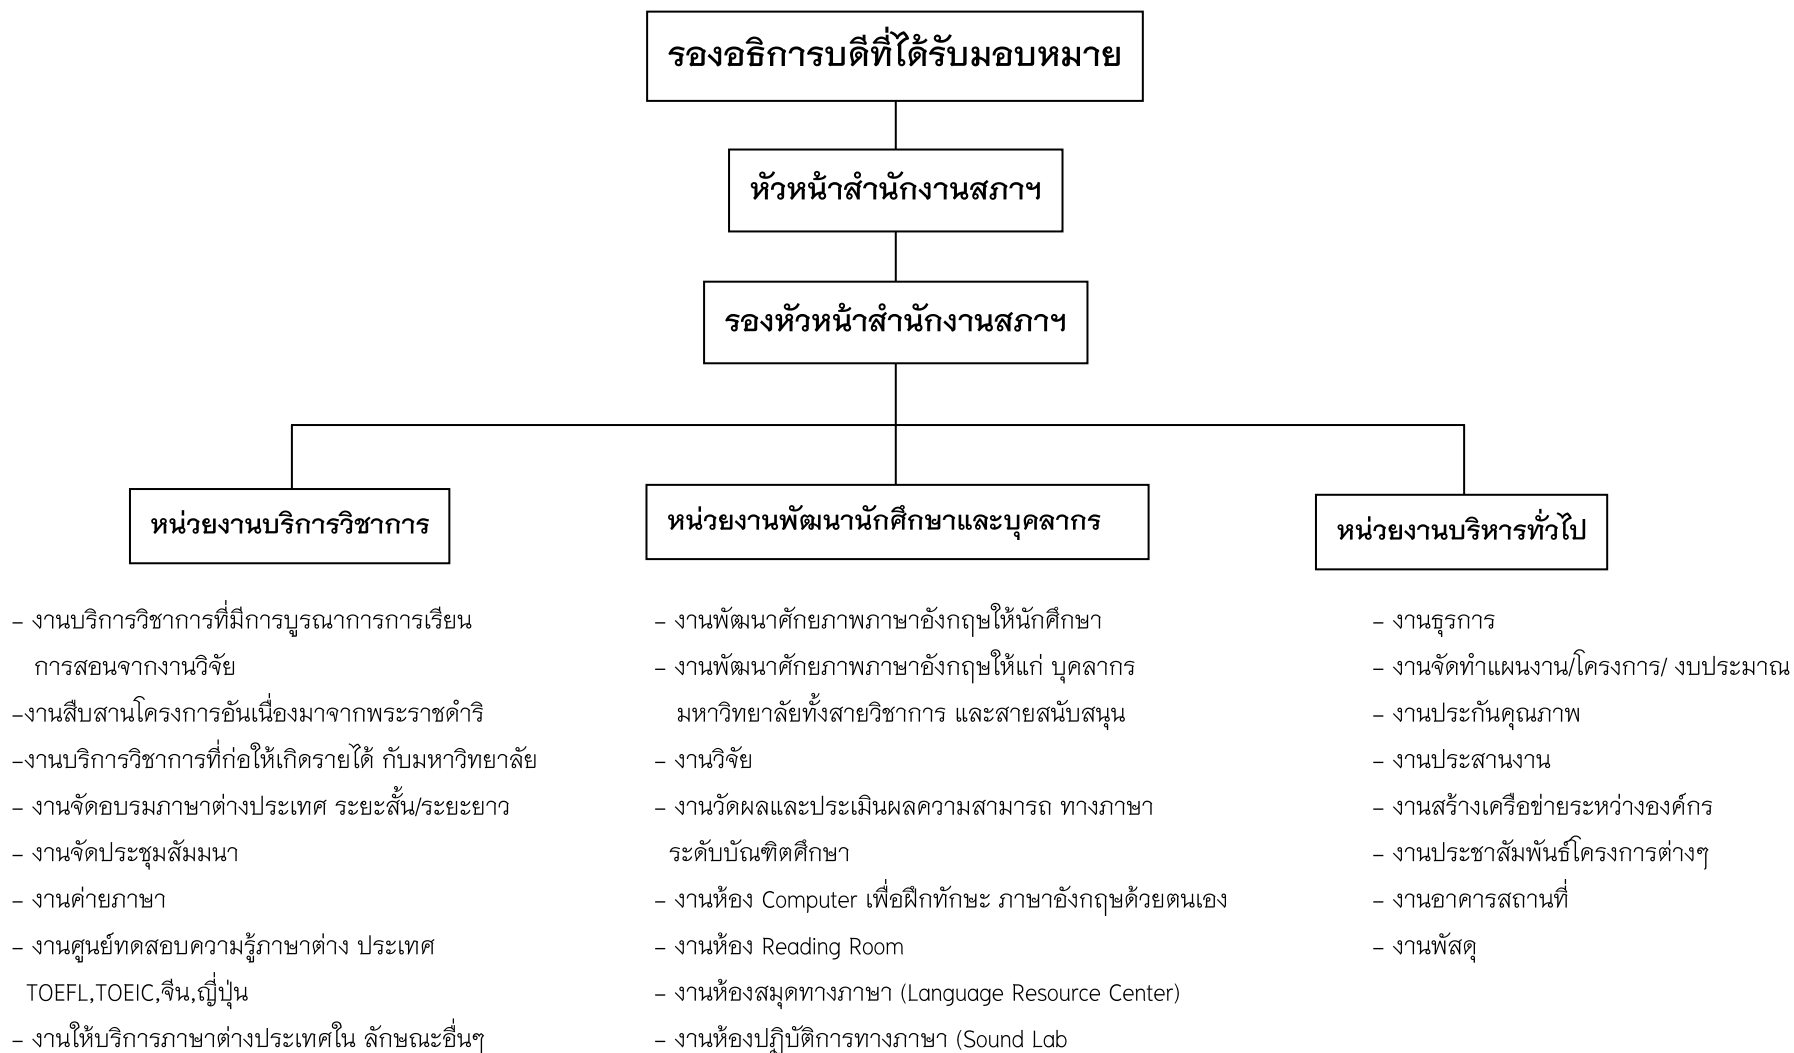 รองอธิการบดีที่ได้รับมอบหมาย
หัวหน้าสำนักงานสภาฯ
รองหัวหน้าสำนักงานสภาฯ
หน่วยงานบริการวิชาการ
- งานบริการวิชาการที่มีการบูรณาการการเรียน
การสอนจากงานวิจัย
-งานสืบสานโครงการอันเนื่องมาจากพระราชดำริ
-งานบริการวิชาการที่ก่อให้เกิดรายได้ กับมหาวิทยาลัย
- งานจัดอบรมภาษาต่างประเทศ ระยะสั้น/ระยะยาว
- งานจัดประชุมสัมมนา
- งานค่ายภาษา
- งานศูนย์ทดสอบความรู้ภาษาต่าง ประเทศ
TOEFL,TOEIC,จีน,ญี่ปุ่น
- งานให้บริการภาษาต่างประเทศใน ลักษณะอื่นๆ
หน่วยงานพัฒนานักศึกษาและบุคลากร
- งานพัฒนาศักยภาพภาษาอังกฤษให้นักศึกษา
- งานพัฒนาศักยภาพภาษาอังกฤษให้แก่ บุคลากร
มหาวิทยาลัยทั้งสายวิชาการ และสายสนับสนุน
- งานวิจัย
- งานวัดผลและประเมินผลความสามารถ ทางภาษา
ระดับบัณฑิตศึกษา
- งานห้อง Computer เพื่อฝึกทักษะ ภาษาอังกฤษด้วยตนเอง
- งานห้อง Reading Room
- งานห้องสมุดทางภาษา (Language Resource Center)
- งานห้องปฏิบัติการทางภาษา (Sound Lab
หน่วยงานบริหารทั่วไป
- งานธุรการ
- งานจัดทำแผนงาน/โครงการ/ งบประมาณ
- งานประกันคุณภาพ
- งานประสานงาน
- งานสร้างเครือข่ายระหว่างองค์กร
- งานประชาสัมพันธ์โครงการต่างๆ
- งานอาคารสถานที่
- งานพัสดุ